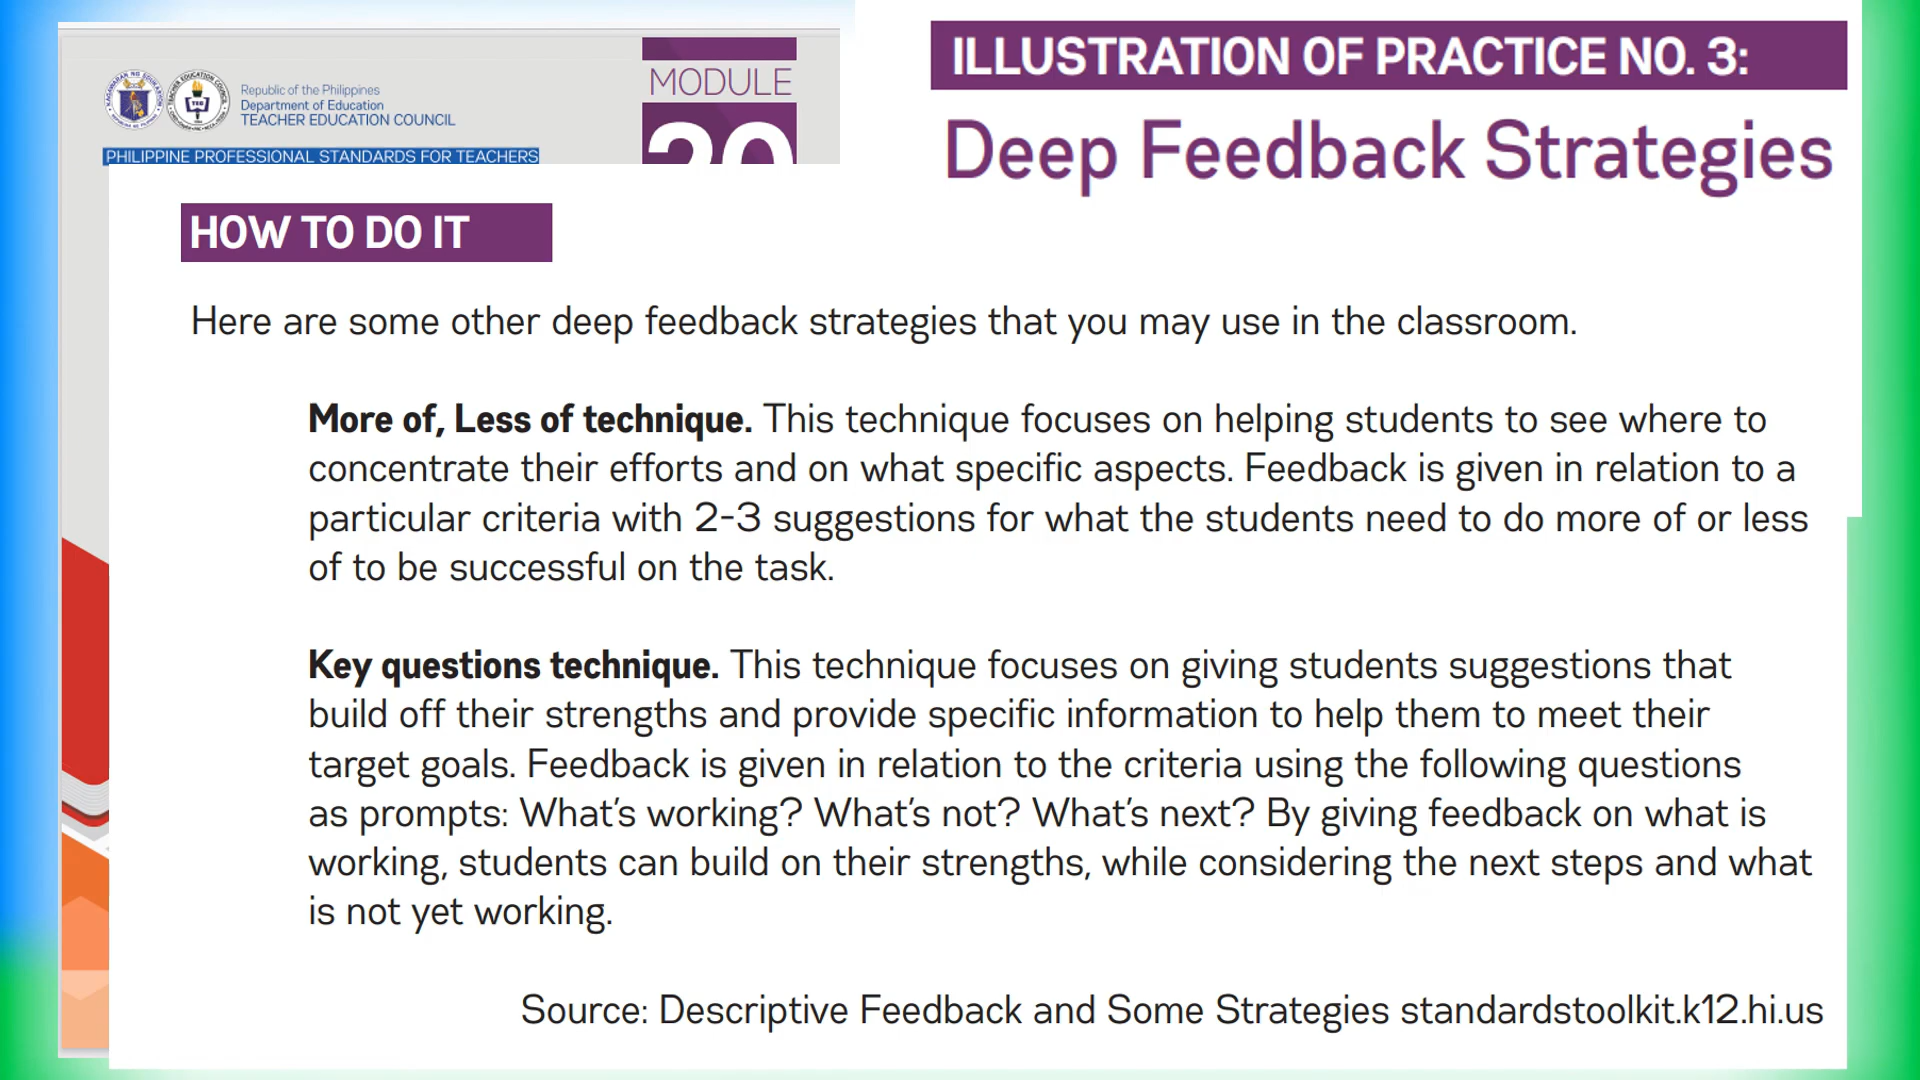 Republic of the Philippines
Department of Education
TEACHER EDUCATION COUNCIL
PHILIPPINE PROFESSIONAL STANDARDS FOR TEACHERS
MODULE
20
ILLUSTRATION OF PRACTICE NO. 3:
Deep Feedback Strategies
HOW TO DO IT
Here are some other deep feedback strategies that you may use in the classroom.
More of, Less of technique. This technique focuses on helping students to see where to
concentrate their efforts and on what specific aspects. Feedback is given in relation to a
particular criteria with 2-3 suggestions for what the students need to do more of or less
of to be successful on the task.
Key questions technique. This technique focuses on giving students suggestions that
build off their strengths and provide specific information to help them to meet their
target goals. Feedback is given in relation to the criteria using the following questions
as prompts: What's working? What's not? What's next? By giving feedback on what is
working, students can build on their strengths, while considering the next steps and what
is not yet working.
Source: Descriptive Feedback and Some Strategies standardstoolkit.k12.hi.us